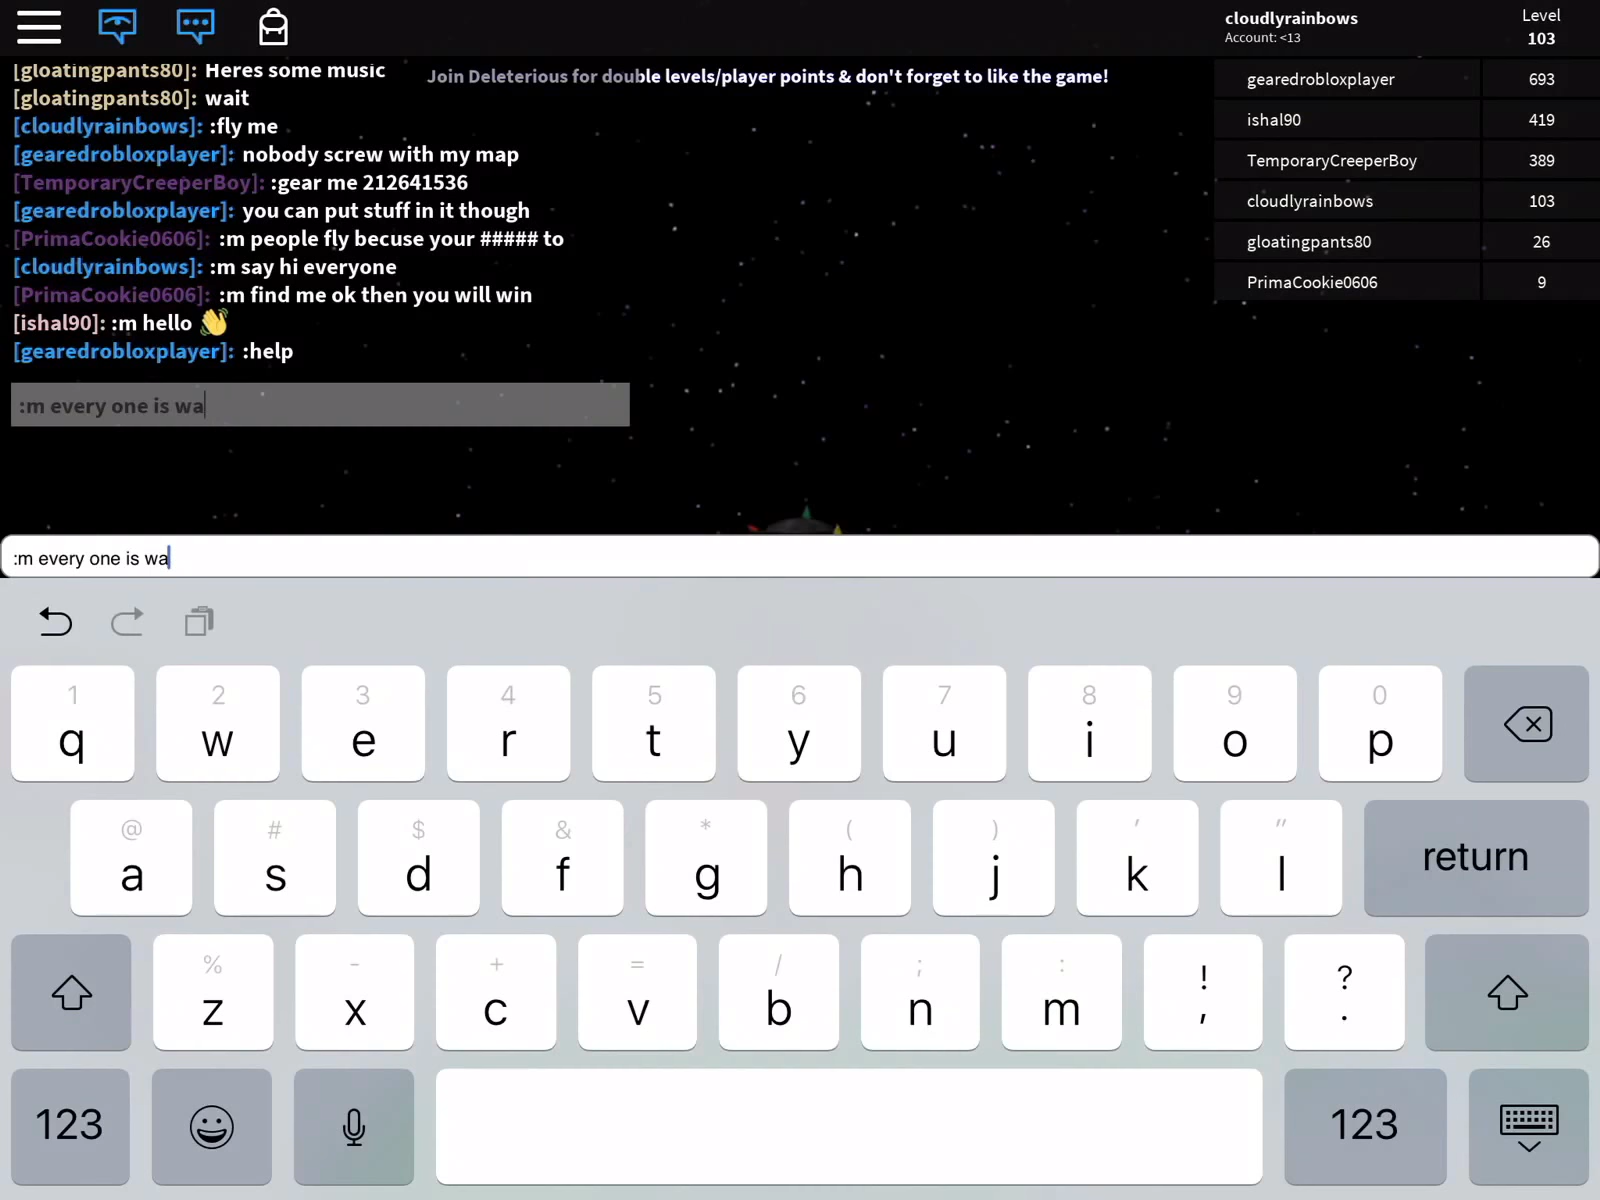 cloudlyrainbows
Account: <13
Level
103
[gloatingpants80]: Heres some music
Join Deleterious for double levels/player points & don't forget to like the game!
[gloatingpants80]: wait
[cloudlyrainbows]: :fly me
[gearedrobloxplayer]: nobody screw with my map
[TemporaryCreeperBoy]: :gear me 212641536
[gearedrobloxplayer]: you can put stuff in it though
[PrimaCookie0606]: :m people fly becuse your ##### to
[cloudlyrainbows]: :m say hi everyone
[PrimaCookie0606]: :m find me ok then you will win
[ishal90]: :m hello 👋
[gearedrobloxplayer]: :help
gearedrobloxplayer 693
ishal90 419
TemporaryCreeperBoy 389
cloudlyrainbows 103
gloatingpants80 26
PrimaCookie0606 9
:m every one is wa
:m every one is wa
1 2 3 4 5 6 7 8 9 0
q w e r t y u i o p
@ # $ & * ( ) ' "
a s d f g h j k l return
% - + = / ; : ! ?
z x c v b n m , .
123 123